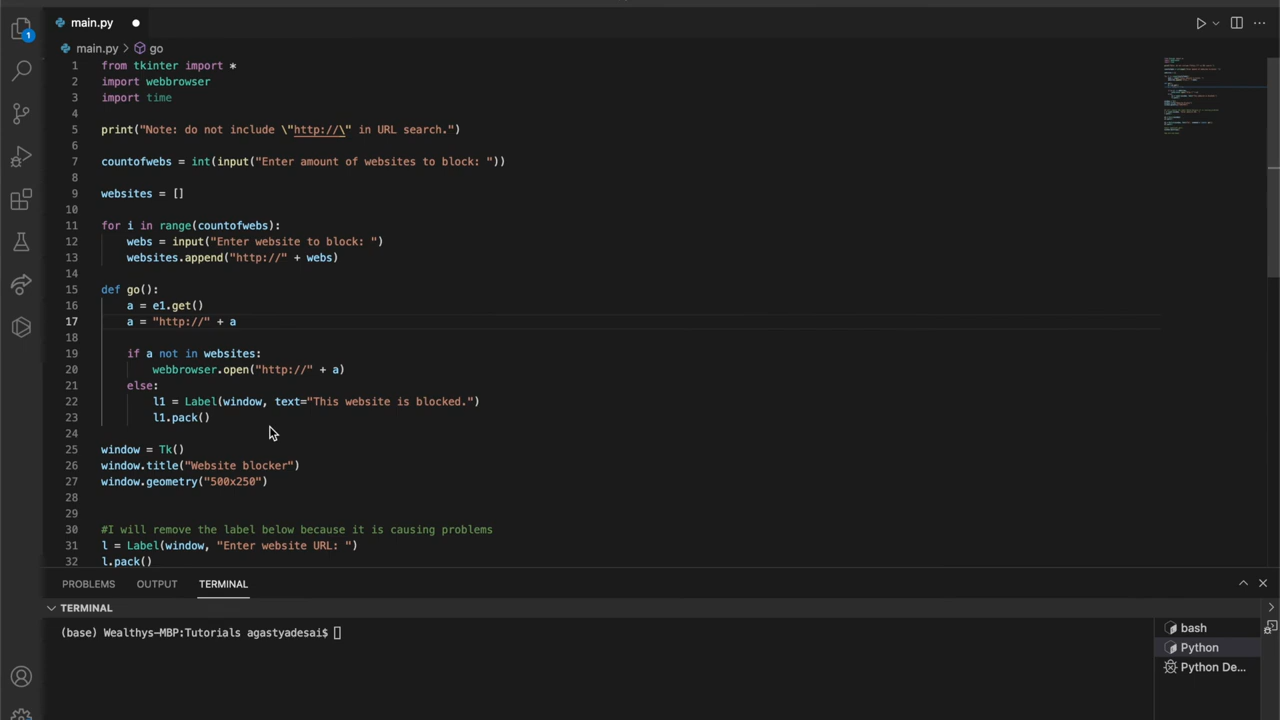 main.py
1
main.py > go
1 from tkinter import *
2 import webbrowser
3 import time
4
5 print("Note: do not include \"http://\" in URL search.")
6
7 countofwebs = int(input("Enter amount of websites to block: "))
8
9 websites = []
10
11 for i in range(countofwebs):
12 webs = input("Enter website to block: ")
13 websites.append("http://" + webs)
14
15 def go():
16 a = e1.get()
17 a = "http://" + a
18
19 if a not in websites:
20 webbrowser.open("http://" + a)
21 else:
22 l1 = Label(window, text="This website is blocked.")
23 l1.pack()
24
25 window = Tk()
26 window.title("Website blocker")
27 window.geometry("500x250")
28
29
30 #I will remove the label below because it is causing problems
31 l = Label(window, "Enter website URL: ")
32 l.pack()
PROBLEMS OUTPUT TERMINAL
TERMINAL
(base) Wealthys-MBP:Tutorials agastyadesai$
bash
Python
Python De...